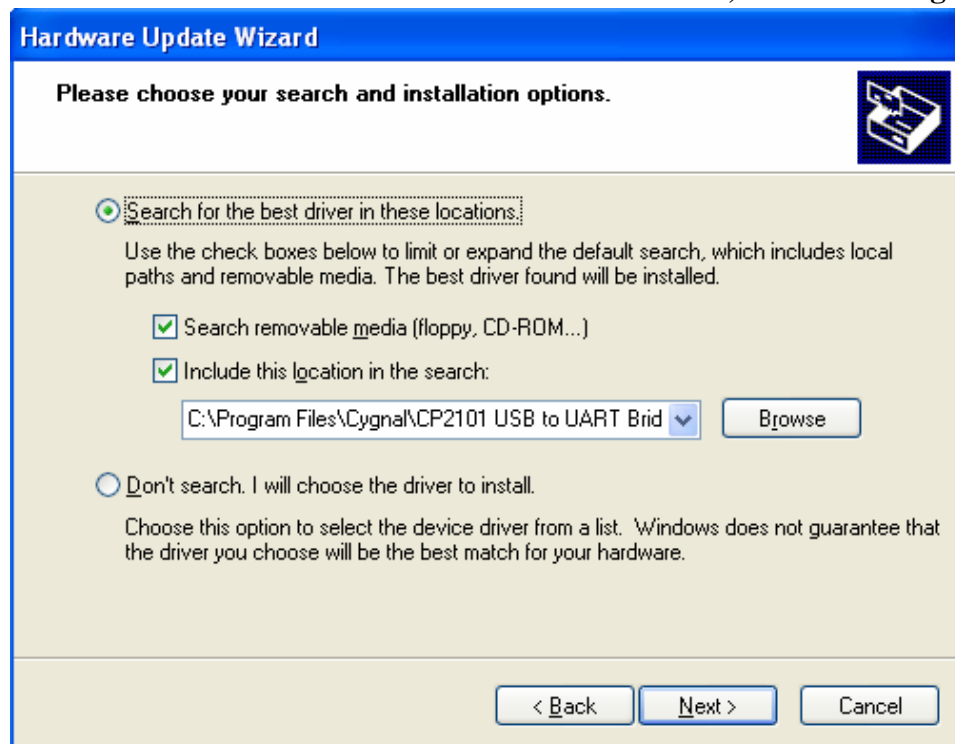 Hardware Update Wizard
Please choose your search and installation options.
Search for the best driver in these locations.
Use the check boxes below to limit or expand the default search, which includes local
paths and removable media. The best driver found will be installed.
Search removable media (floppy, CD-ROM...)
Include this location in the search:
C:\Program Files\Cygnal\CP2101 USB to UART Brid
Browse
Don't search. I will choose the driver to install.
Choose this option to select the device driver from a list. Windows does not guarantee that
the driver you choose will be the best match for your hardware.
< Back Next > Cancel